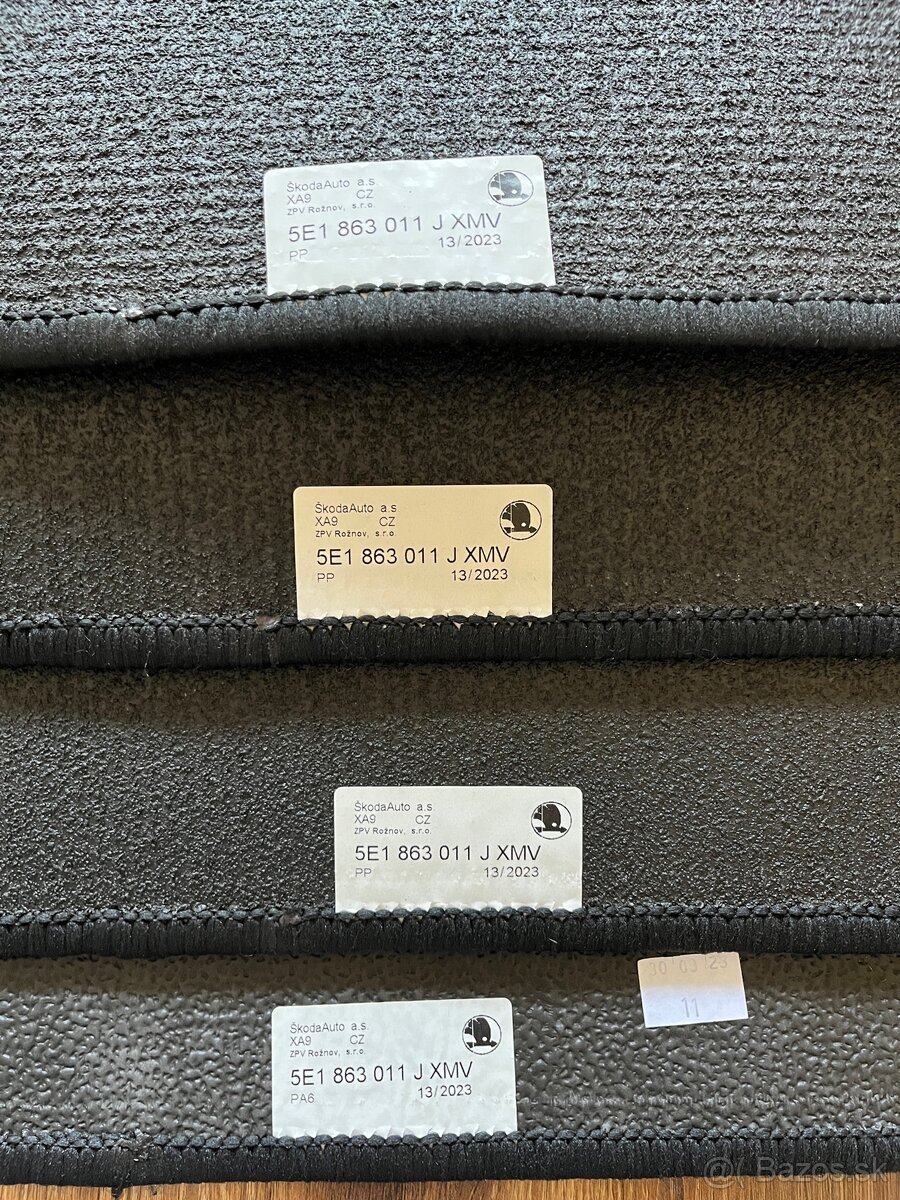 ŠkodaAuto a.s.
XA9 CZ
ZPV Rožnov, s.r.o.
5E1 863 011 J XMV
PP 13/2023
ŠkodaAuto a.s
XA9 CZ
ZPV Rožnov, s.r.o.
5E1 863 011 J XMV
PP 13/2023
ŠkodaAuto a.s.
XA9 CZ
ZPV Rožnov, s.r.o.
5E1 863 011 J XMV
PP 13/2023
30 03 23
11
ŠkodaAuto a.s.
XA9 CZ
ZPV Rožnov, s.r.o.
5E1 863 011 J XMV
PA6 13/2023
@ Bazos.sk